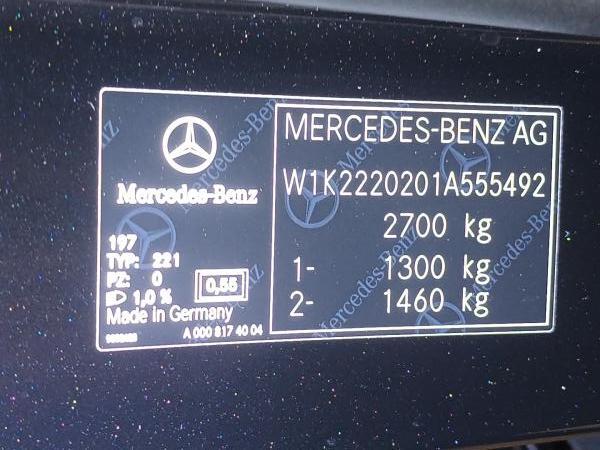 Mercedes-Benz
197
TYP: 221
PZ: 0
1,0 %
0,55
Made in Germany
A 000 817 40 04
MERCEDES-BENZ AG
W1K2220201A555492
2700 kg
1- 1300 kg
2- 1460 kg